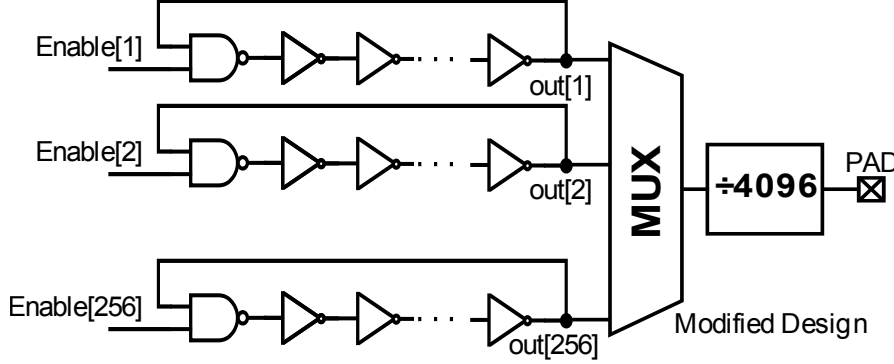 Enable[1]
out[1]
Enable[2]
out[2]
MUX
÷4096
PAD
Enable[256]
out[256]
Modified Design